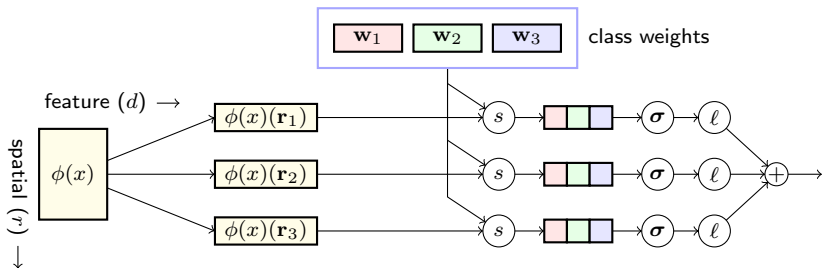 w₁ w₂ w₃ class weights
feature (d) →
ϕ(x)(r₁) s σ ℓ
spatial (r) →
ϕ(x) ϕ(x)(r₂) s σ ℓ +
ϕ(x)(r₃) s σ ℓ